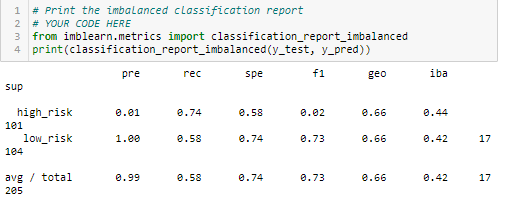 1 # Print the imbalanced classification report
2 # YOUR CODE HERE
3 from imblearn.metrics import classification_report_imbalanced
4 print(classification_report_imbalanced(y_test, y_pred))
pre rec spe f1 geo iba
sup
high_risk 0.01 0.74 0.58 0.02 0.66 0.44
101
low_risk 1.00 0.58 0.74 0.73 0.66 0.42 17
104
avg / total 0.99 0.58 0.74 0.73 0.66 0.42 17
205